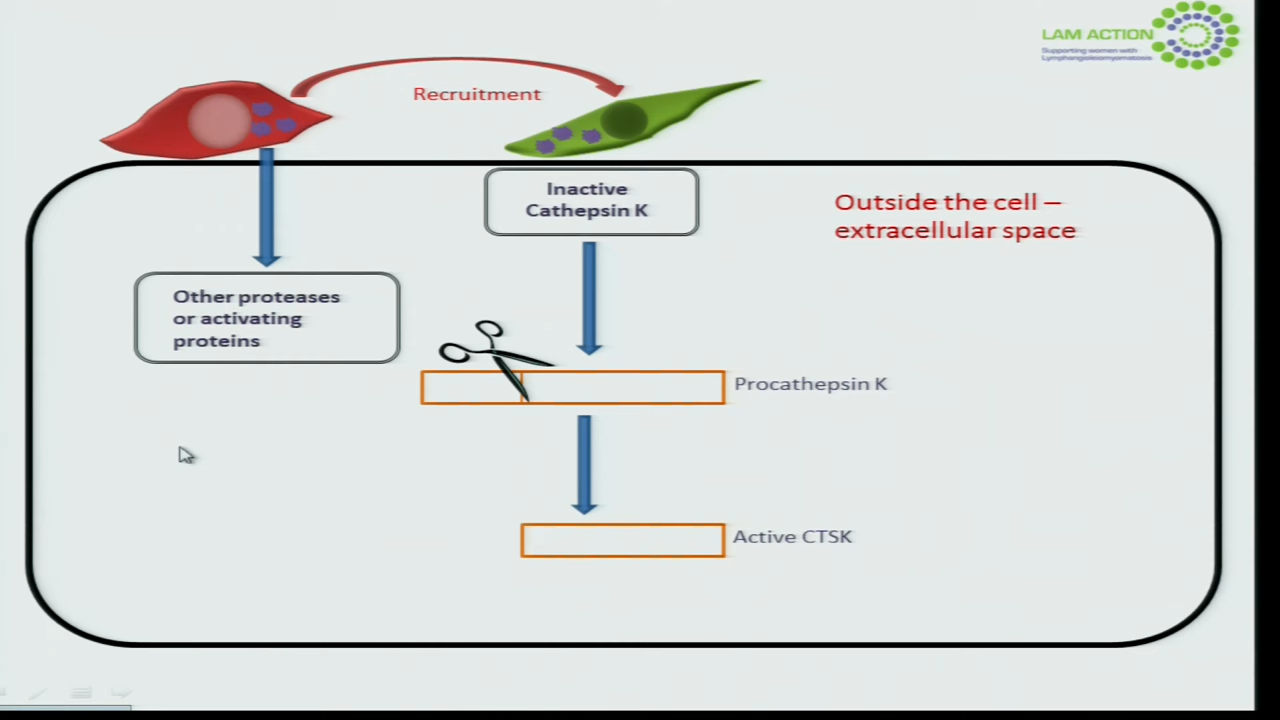 LAM ACTION
Supporting women with
Lymphangioleiomyomatosis
Recruitment
Inactive
Cathepsin K
Outside the cell –
extracellular space
Other proteases
or activating
proteins
Procathepsin K
Active CTSK